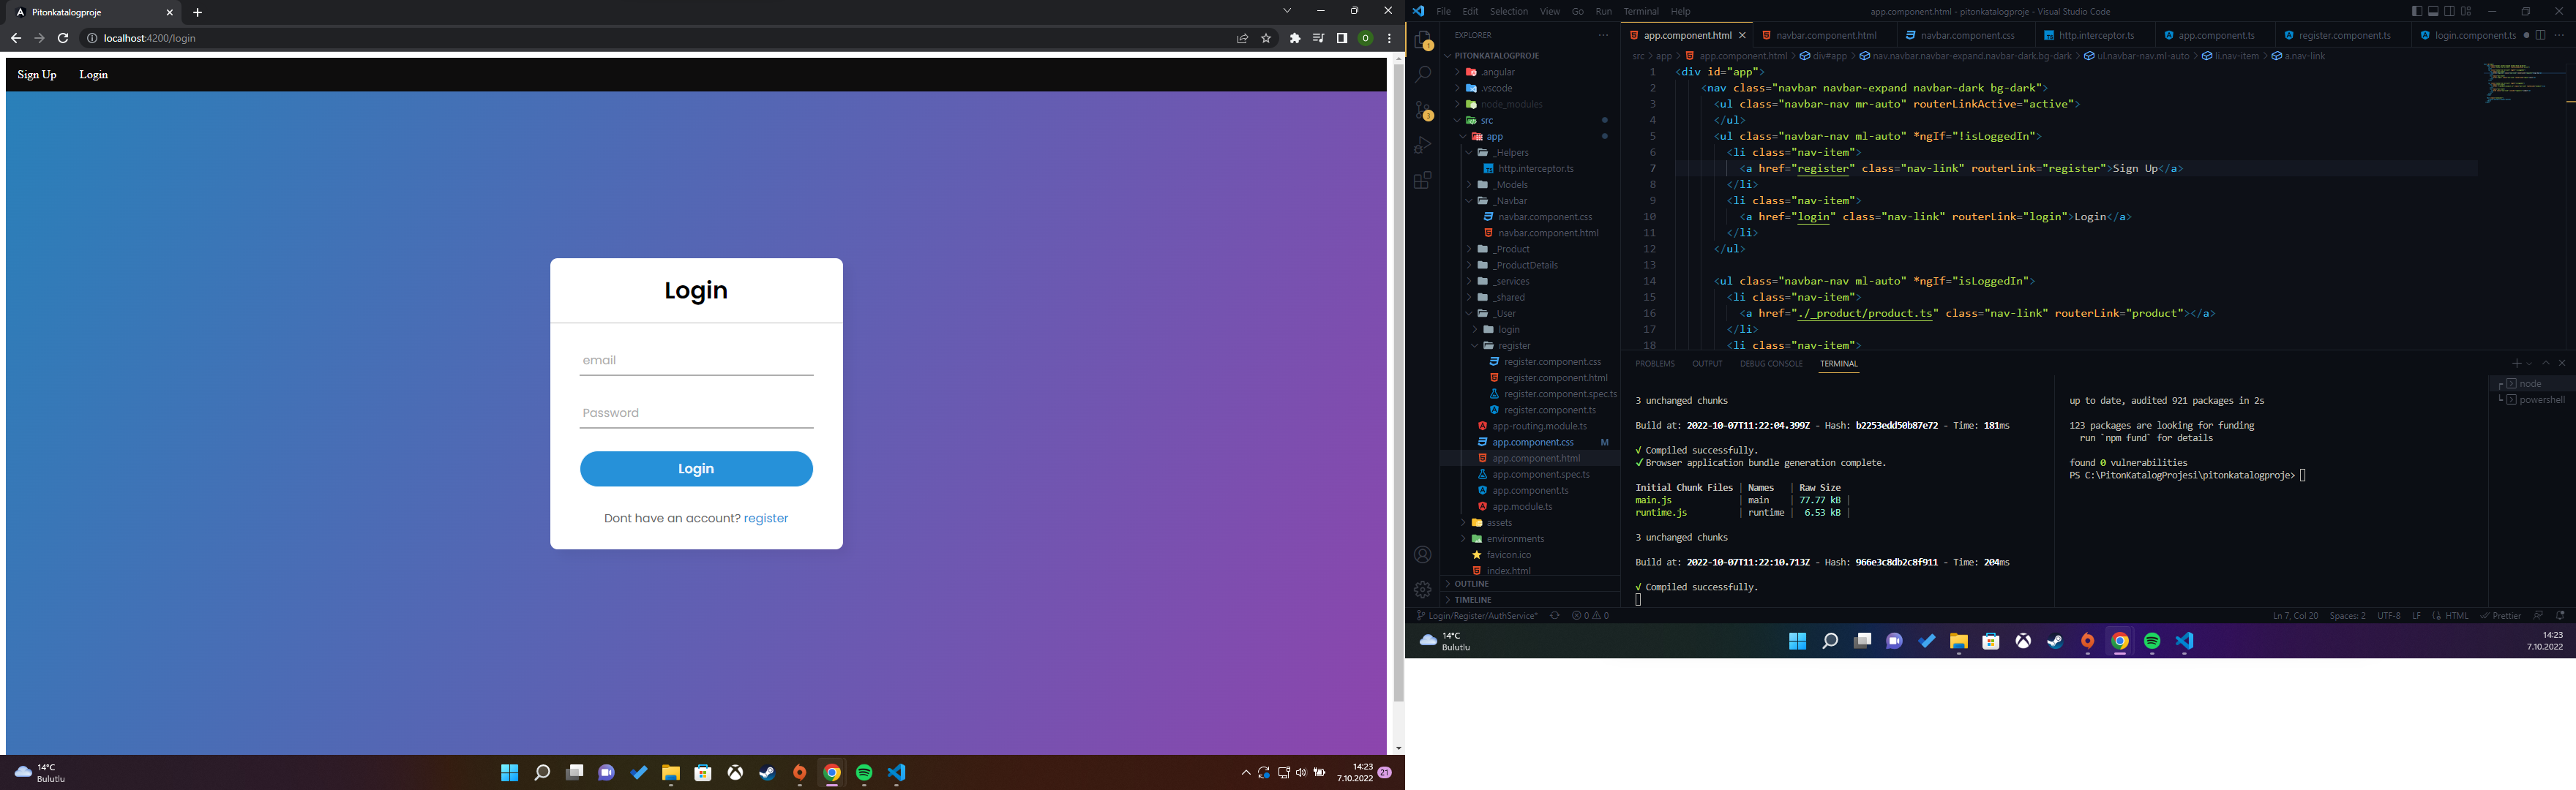 Pitonkatalogproje
localhost:4200/login
Sign Up Login
Login
email
Password
Login
Dont have an account? register
14°C
Bulutlu
14:23
7.10.2022
21
File Edit Selection View Go Run Terminal Help
app.component.html - pitonkatalogproje - Visual Studio Code
EXPLORER
PITONKATALOGPROJE
.angular
.vscode
node_modules
src
app
_Helpers
http.interceptor.ts
_Models
_Navbar
navbar.component.css
navbar.component.html
_Product
_ProductDetails
_services
_shared
_User
login
register
register.component.css
register.component.html
register.component.spec.ts
register.component.ts
app-routing.module.ts
app.component.css M
app.component.html
app.component.spec.ts
app.component.ts
app.module.ts
assets
environments
favicon.ico
index.html
OUTLINE
TIMELINE
app.component.html navbar.component.html navbar.component.css http.interceptor.ts app.component.ts register.component.ts login.component.ts
src > app > app.component.html > div#app > nav.navbar.navbar-expand.navbar-dark.bg-dark > ul.navbar-nav.ml-auto > li.nav-item > a.nav-link
1 <div id="app">
2 <nav class="navbar navbar-expand navbar-dark bg-dark">
3 <ul class="navbar-nav mr-auto" routerLinkActive="active">
4 </ul>
5 <ul class="navbar-nav ml-auto" *ngIf="!isLoggedIn">
6 <li class="nav-item">
7 <a href="register" class="nav-link" routerLink="register">Sign Up</a>
8 </li>
9 <li class="nav-item">
10 <a href="login" class="nav-link" routerLink="login">Login</a>
11 </li>
12 </ul>
13
14 <ul class="navbar-nav ml-auto" *ngIf="isLoggedIn">
15 <li class="nav-item">
16 <a href="./_product/product.ts" class="nav-link" routerLink="product"></a>
17 </li>
18 <li class="nav-item">
PROBLEMS OUTPUT DEBUG CONSOLE TERMINAL
3 unchanged chunks
Build at: 2022-10-07T11:22:04.399Z - Hash: b2253edd50b87e72 - Time: 181ms
√ Compiled successfully.
✔ Browser application bundle generation complete.
Initial Chunk Files | Names | Raw Size
main.js | main | 77.77 kB |
runtime.js | runtime | 6.53 kB |
3 unchanged chunks
Build at: 2022-10-07T11:22:10.713Z - Hash: 966e3c8db2c8f911 - Time: 204ms
√ Compiled successfully.
up to date, audited 921 packages in 2s
123 packages are looking for funding
run `npm fund` for details
found 0 vulnerabilities
PS C:\PitonKatalogProjesi\pitonkatalogproje>
node
powershell
Login/Register/AuthService* 0 0
Ln 7, Col 20 Spaces: 2 UTF-8 LF HTML Prettier
14°C
Bulutlu
14:23
7.10.2022